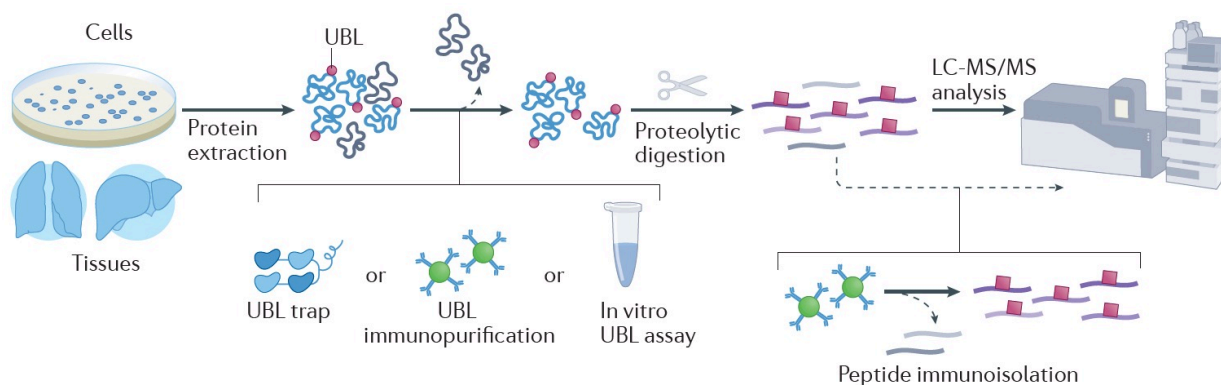 Cells
UBL
LC-MS/MS
analysis
Protein
extraction
Proteolytic
digestion
Tissues
or
or
UBL trap
UBL
immunopurification
In vitro
UBL assay
Peptide immunoisolation